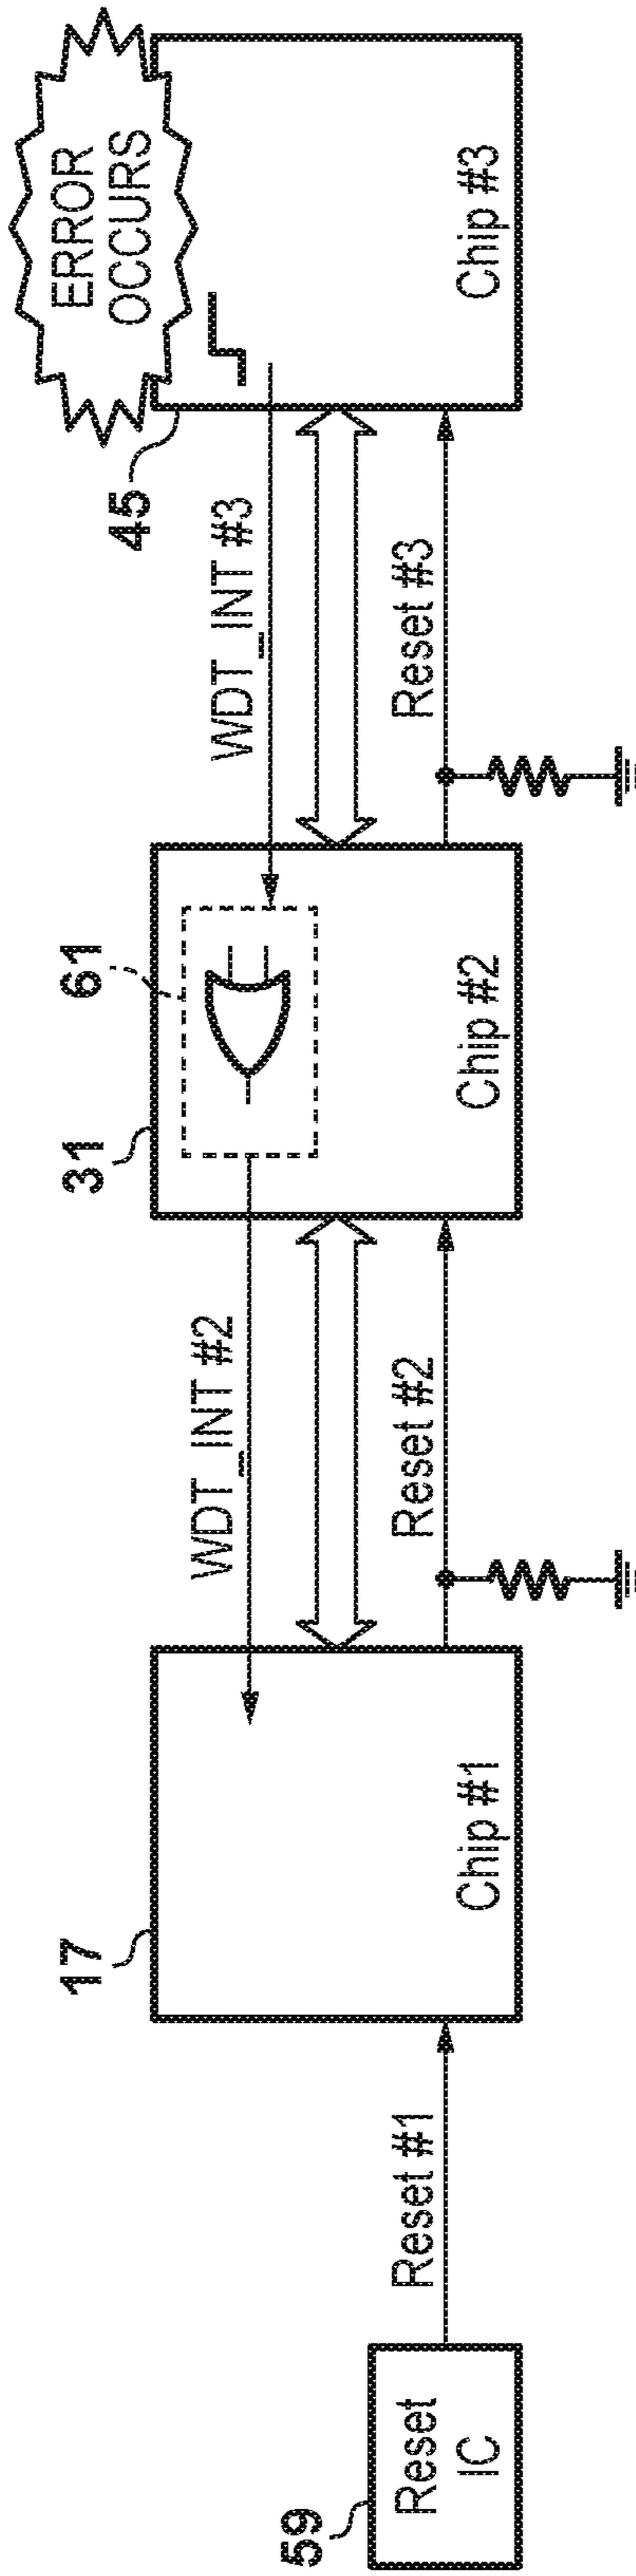 ERROR
OCCURS
45
61
31
17
59
WDT_INT #3
WDT_INT #2
Reset #3
Reset #2
Reset #1
Chip #3
Chip #2
Chip #1
Reset
IC